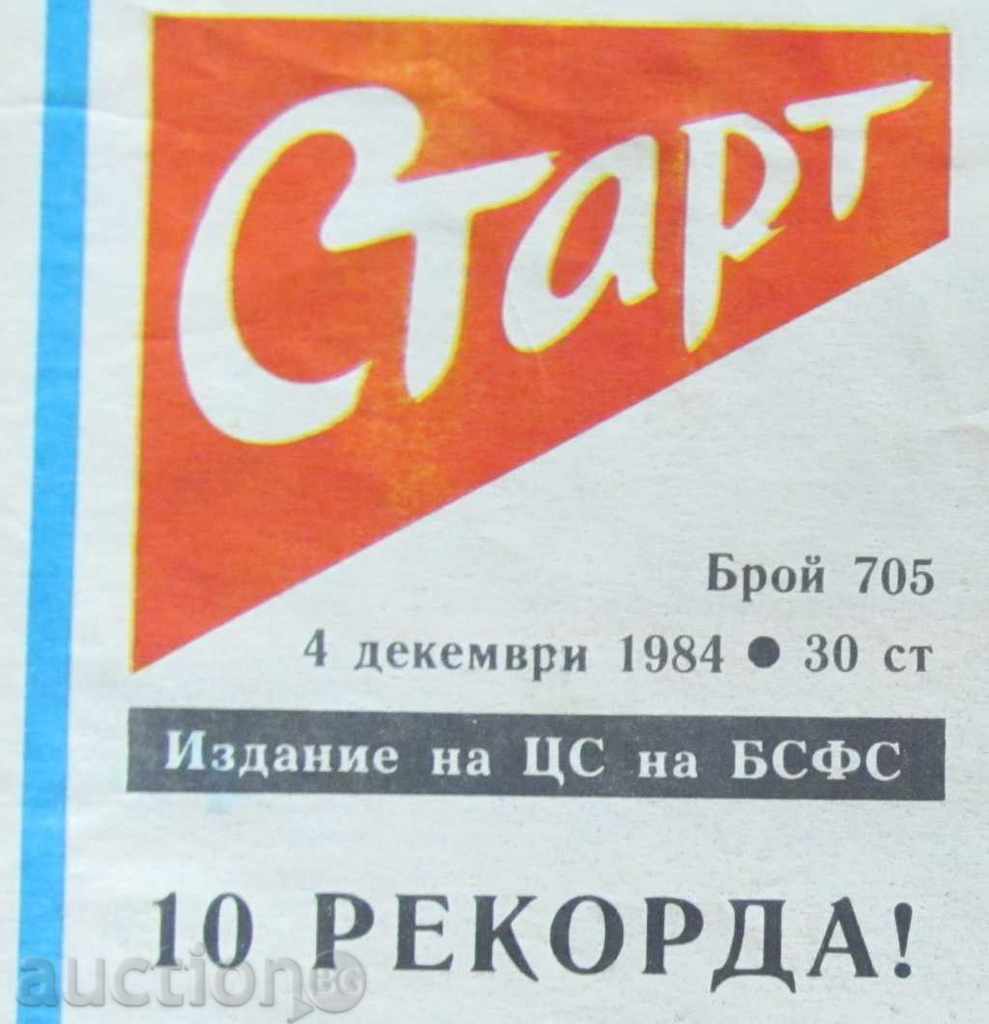 Старт
Брой 705
4 декември 1984 ● 30 ст
Издание на ЦС на БСФС
10 РЕКОРДА!
auction BG